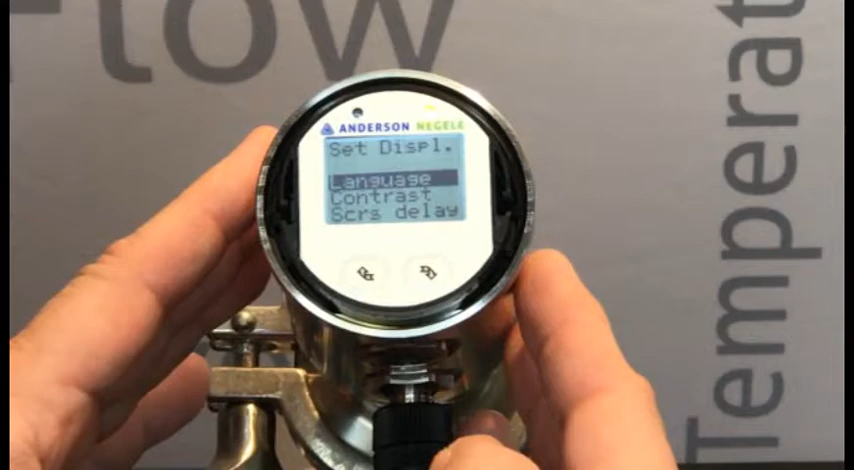 Flow
ANDERSON NEGELE
Set Displ.
Language
Contrast
Scrs delay
Temperat